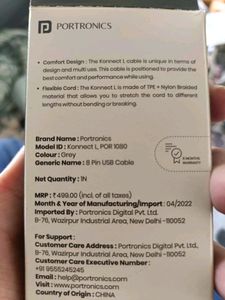 PORTRONICS
• Comfort Design : The Konnect L cable is unique in terms of
design and multi use. This cable is positioned to provide the
best comfort and performance while using.
• Flexible Cord : The Konnect L is made of TPE + Nylon Braided
material that allows you to stretch the cord to different
lengths without bending or breaking.
Brand Name : Portronics
Model ID : Konnect L, POR 1080
Colour : Grey
Generic Name : 8 Pin USB Cable
6 MONTHS
WARRANTY
Net Quantity : 1N
MRP : ₹ 499.00 (incl. of all taxes)
Month & Year of Manufacturing/Import : 04/2022
Imported By : Portronics Digital Pvt. Ltd.
B-76, Wazirpur Industrial Area, New Delhi -110052
For Support :
Customer Care Address : Portronics Digital Pvt. Ltd.
B-76, Wazirpur Industrial Area, New Delhi -110052
Customer Care Executive Number :
+91 9555245245
Email : help@portronics.com
Visit : www.portronics.com
Country of Origin : CHINA